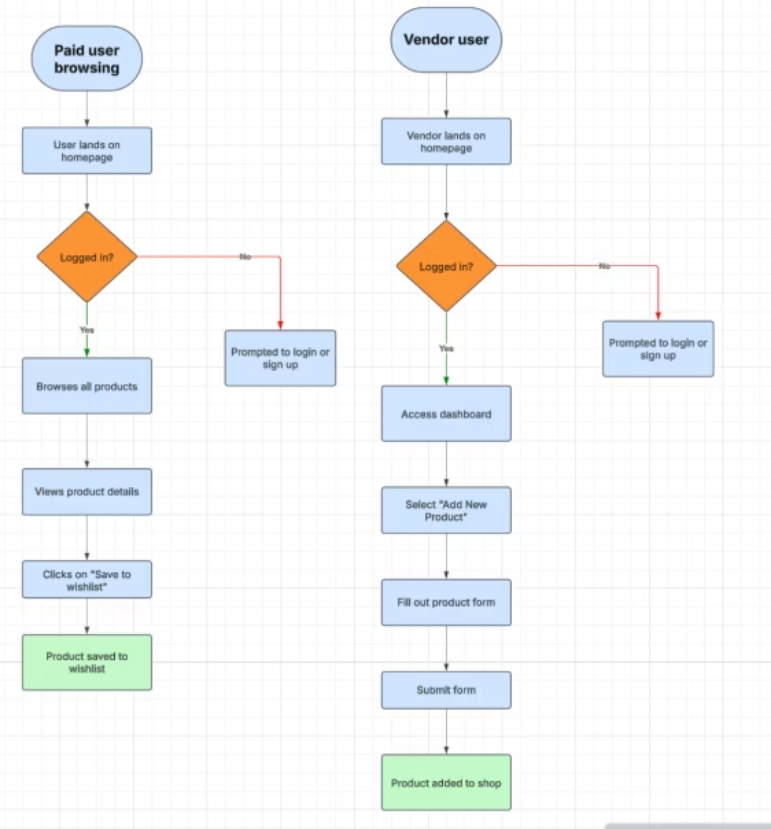 Paid user
browsing
User lands on
homepage
Logged in?
No
Yes
Prompted to login or
sign up
Browses all products
Views product details
Clicks on "Save to
wishlist"
Product saved to
wishlist
Vendor user
Vendor lands on
homepage
Logged in?
No
Yes
Prompted to login or
sign up
Access dashboard
Select "Add New
Product"
Fill out product form
Submit form
Product added to shop